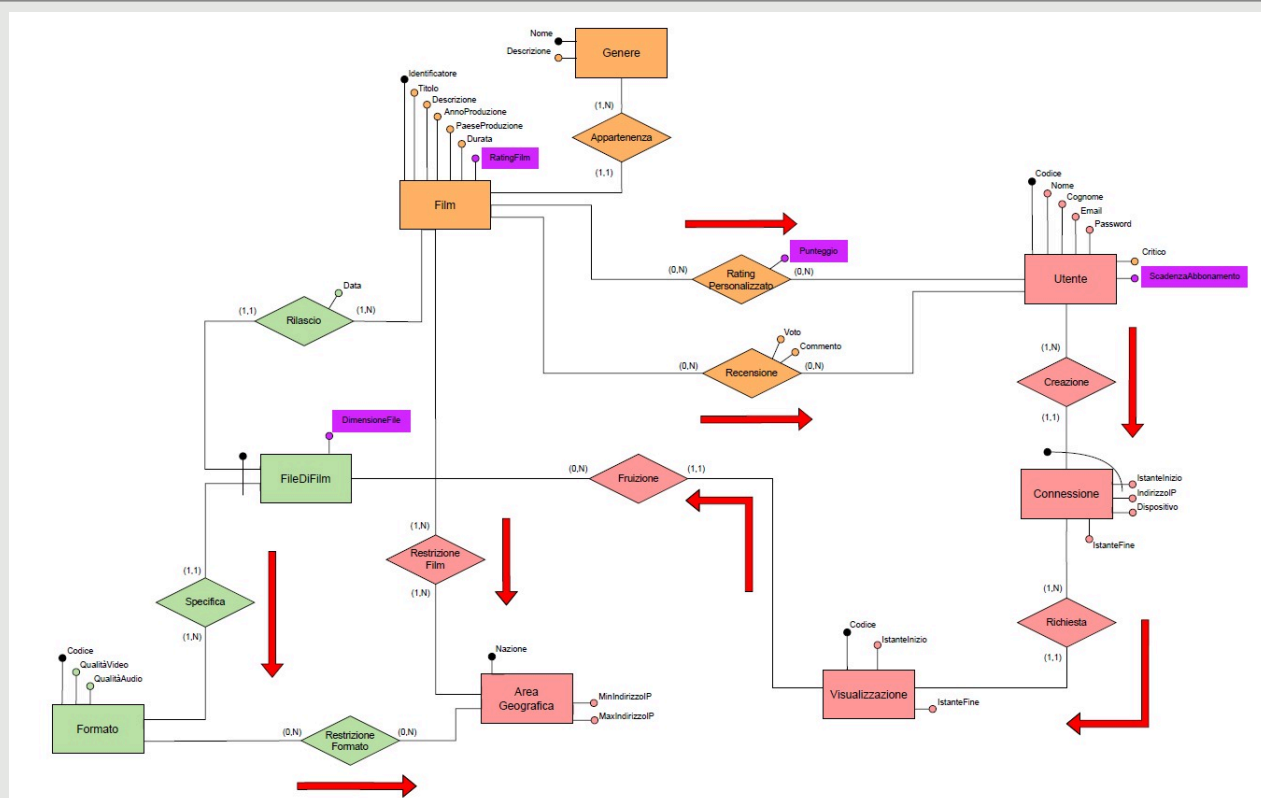 Nome
Descrizione
Genere
(1,N)
Appartenenza
(1,1)
Identificatore
Titolo
Descrizione
AnnoProduzione
PaeseProduzione
Durata
RatingFilm
Film
Codice
Nome
Cognome
Email
Password
Critico
ScadenzaAbbonamento
Utente
Punteggio
(0,N)
Rating
Personalizzato
(0,N)
Voto
Commento
(0,N)
Recensione
(0,N)
Data
(1,1)
Rilascio
(1,N)
(1,N)
Creazione
(1,1)
DimensioneFile
FileDiFilm
(0,N)
Fruizione
(1,1)
IstanteInizio
IndirizzoIP
Dispositivo
Connessione
IstanteFine
(1,N)
Restrizione
Film
(1,N)
(1,1)
Specifica
(1,N)
(1,N)
Richiesta
(1,1)
Codice
QualitàVideo
QualitàAudio
Formato
(0,N)
Restrizione
Formato
(0,N)
Nazione
Area
Geografica
MinIndirizzoIP
MaxIndirizzoIP
Codice
IstanteInizio
Visualizzazione
IstanteFine